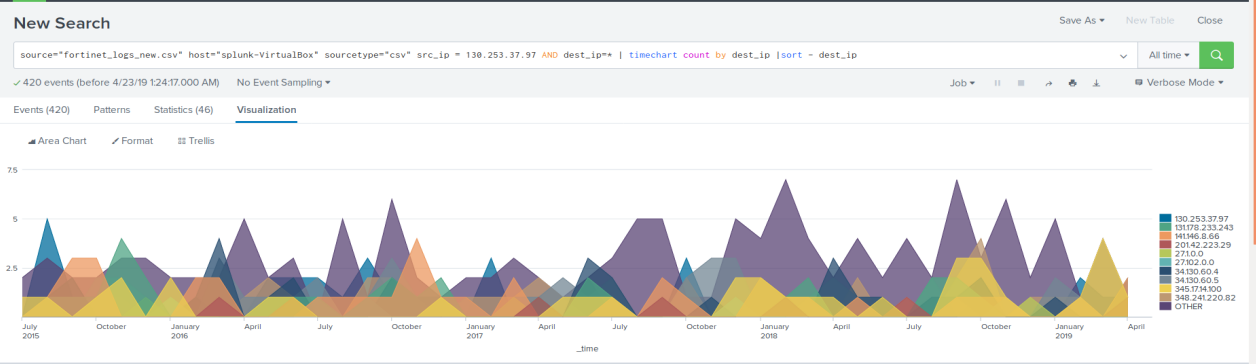 New Search
Save As ▾ New Table Close
source="fortinet_logs_new.csv" host="splunk-VirtualBox" sourcetype="csv" src_ip = 130.253.37.97 AND dest_ip=* | timechart count by dest_ip |sort - dest_ip
All time ▾
✓ 420 events (before 4/23/19 1:24:17.000 AM) No Event Sampling ▾
Job ▾ Verbose Mode ▾
Events (420) Patterns Statistics (46) Visualization
Area Chart Format Trellis
7.5
5
2.5
130.253.37.97
131.178.233.243
141.146.8.66
201.42.223.29
27.1.0.0
27.102.0.0
34.130.60.4
34.130.60.5
345.17.14.100
348.241.220.82
OTHER
July October January April July October January April July October January April July October January April
2015 2016 2017 2018 2019
_time